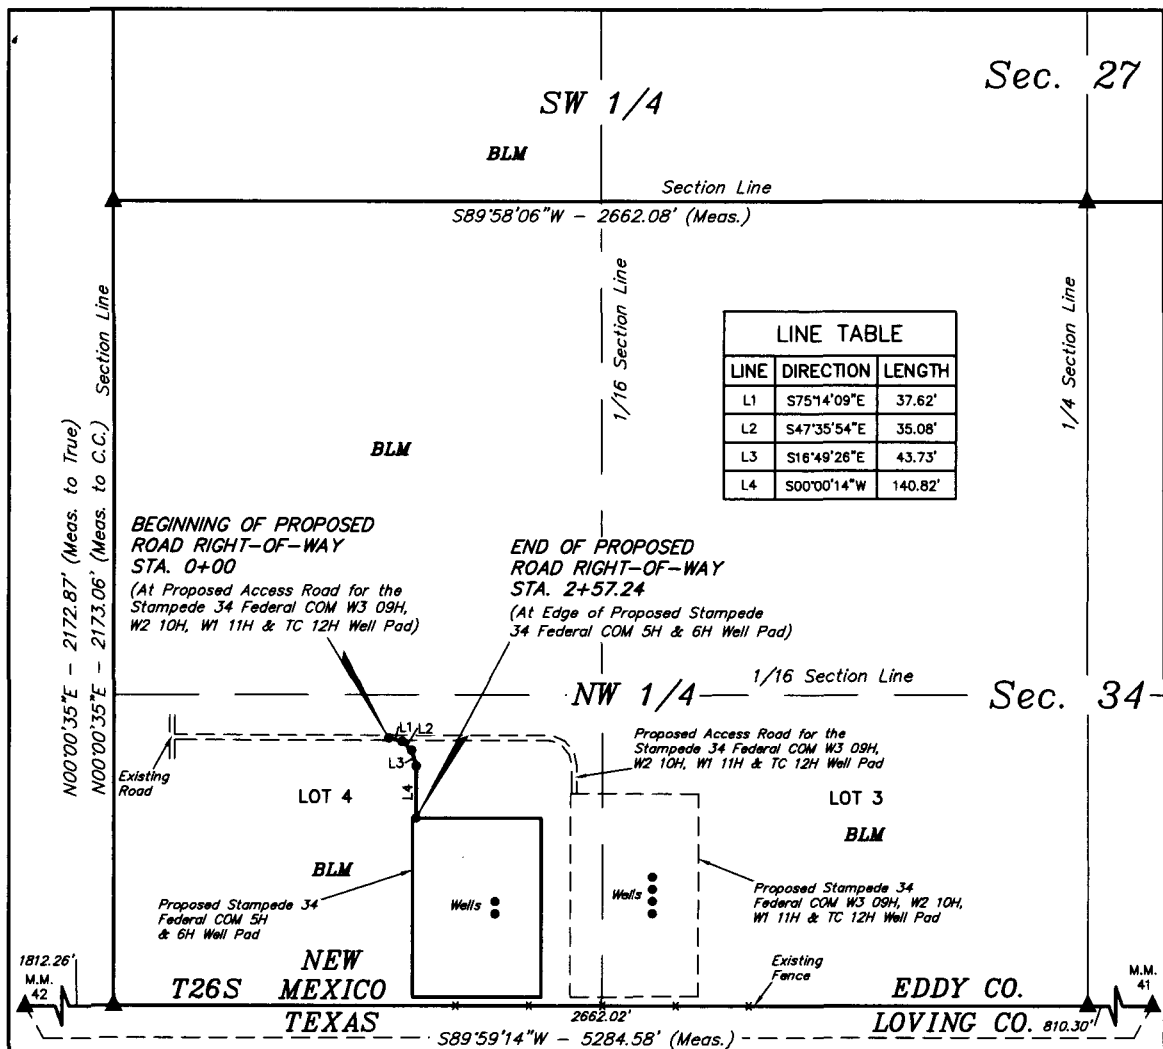 Sec. 27
SW 1/4
BLM
Section Line
S89°58'06"W - 2662.08' (Meas.)
N00°00'35"E - 2172.87' (Meas. to True)
N00°00'35"E - 2173.06' (Meas. to C.C.)
Section Line
1/16 Section Line
1/4 Section Line
LINE TABLE
LINE DIRECTION LENGTH
L1 S75°14'09"E 37.62'
L2 S47°35'54"E 35.08'
L3 S16°49'26"E 43.73'
L4 S00°00'14"W 140.82'
BLM
BEGINNING OF PROPOSED
ROAD RIGHT-OF-WAY
STA. 0+00
(At Proposed Access Road for the
Stampede 34 Federal COM W3 09H,
W2 10H, W1 11H & TC 12H Well Pad)
END OF PROPOSED
ROAD RIGHT-OF-WAY
STA. 2+57.24
(At Edge of Proposed Stampede
34 Federal COM 5H & 6H Well Pad)
1/16 Section Line
NW 1/4
Sec. 34
L1
L2
L3
L4
Proposed Access Road for the
Stampede 34 Federal COM W3 09H,
W2 10H, W1 11H & TC 12H Well Pad
Existing
Road
LOT 4
LOT 3
BLM
BLM
Proposed Stampede 34
Federal COM 5H
& 6H Well Pad
Wells
Wells
Proposed Stampede 34
Federal COM W3 09H, W2 10H,
W1 11H & TC 12H Well Pad
Existing
Fence
1812.26'
M.M.
42
T26S
NEW
MEXICO
TEXAS
EDDY CO.
LOVING CO.
810.30'
M.M.
41
2662.02'
S89°59'14"W - 5284.58' (Meas.)